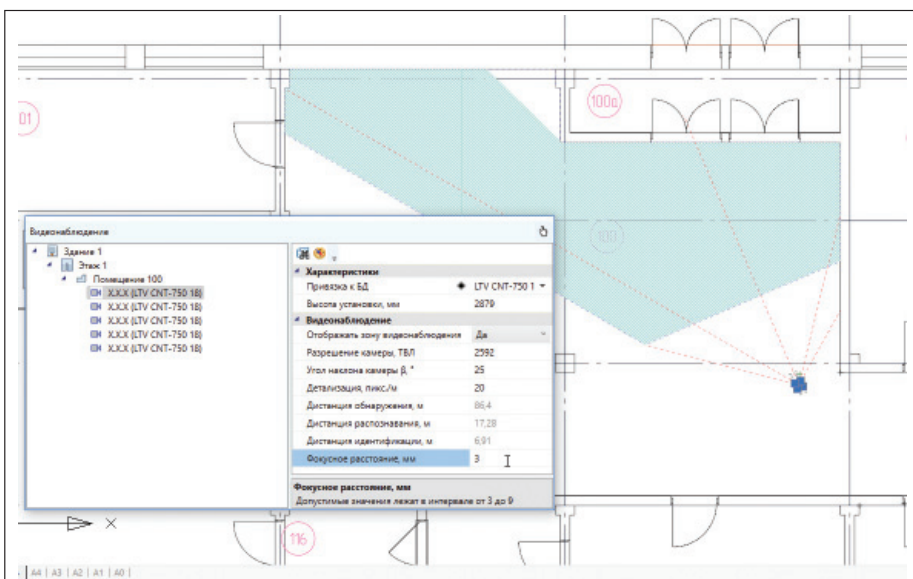 01
100а
100
Видеонаблюдение
Здание 1
Этаж 1
Помещение 100
X.X.X (LTV CNT-750 18)
X.X.X (LTV CNT-750 18)
X.X.X (LTV CNT-750 18)
X.X.X (LTV CNT-750 18)
X.X.X (LTV CNT-750 18)
Характеристики
Привязка к БД LTV CNT-750 1
Высота установки, мм 2879
Видеонаблюдение
Отображать зону видеонаблюдения Да
Разрешение камеры, ТВЛ 2592
Угол наклона камеры β, ° 25
Детализация, пикс./м 20
Дистанция обнаружения, м 86,4
Дистанция распознавания, м 17,28
Дистанция идентификации, м 6,91
Фокусное расстояние, мм 3
Фокусное расстояние, мм
Допустимые значения лежат в интервале от 3 до 9
X
116
A4 | A3 | A2 | A1 | A0 |